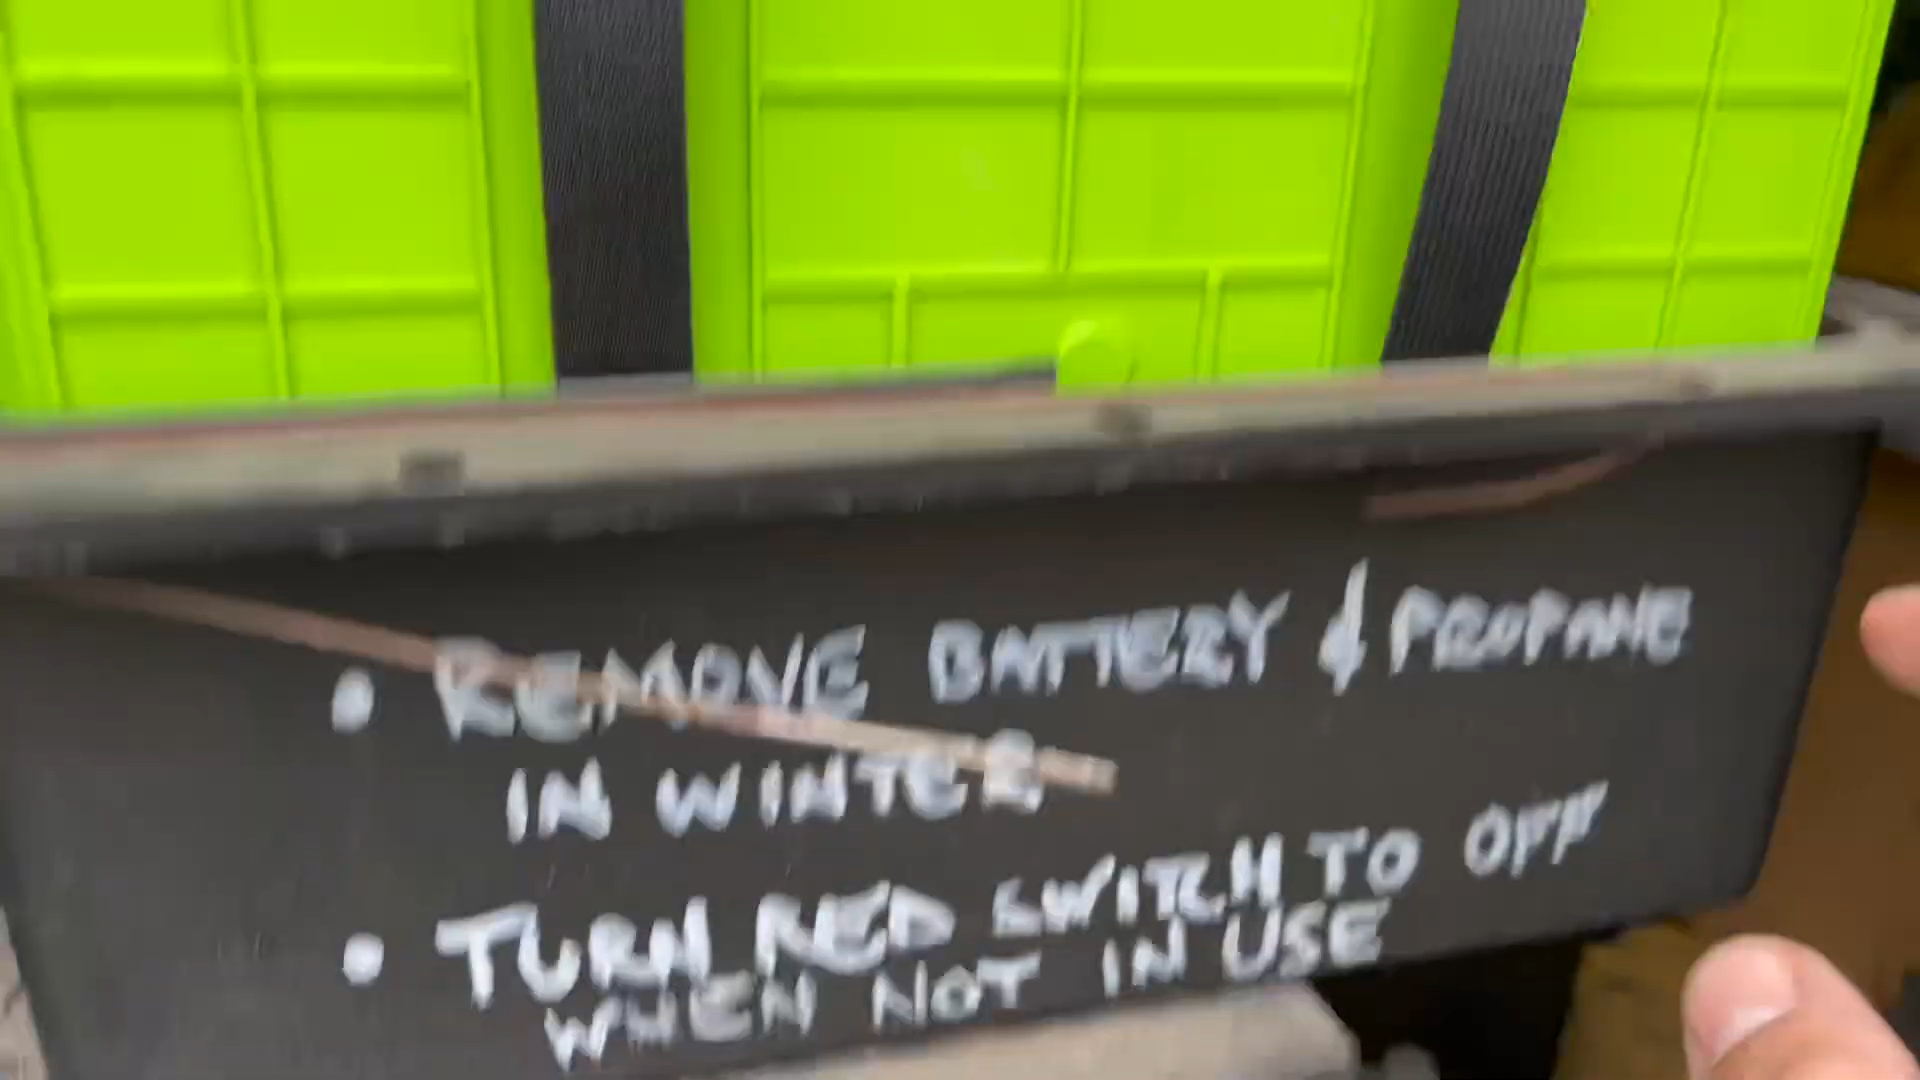 • REMOVE BATTERY & PROPANE
IN WINTER
• TURN RED SWITCH TO OFF
WHEN NOT IN USE